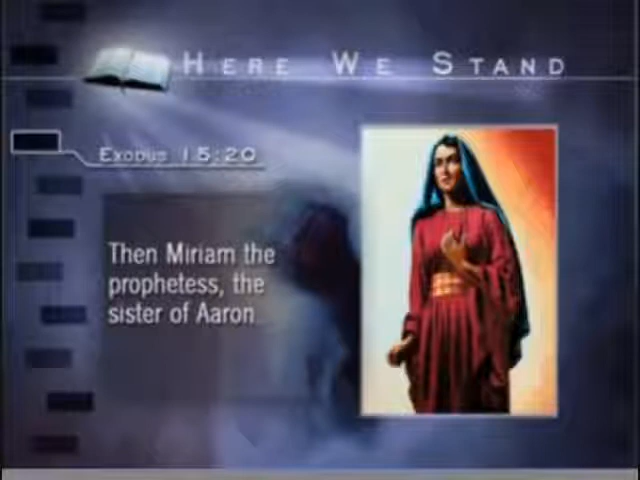 HERE WE STAND
EXODUS 15:20
Then Miriam the
prophetess, the
sister of Aaron